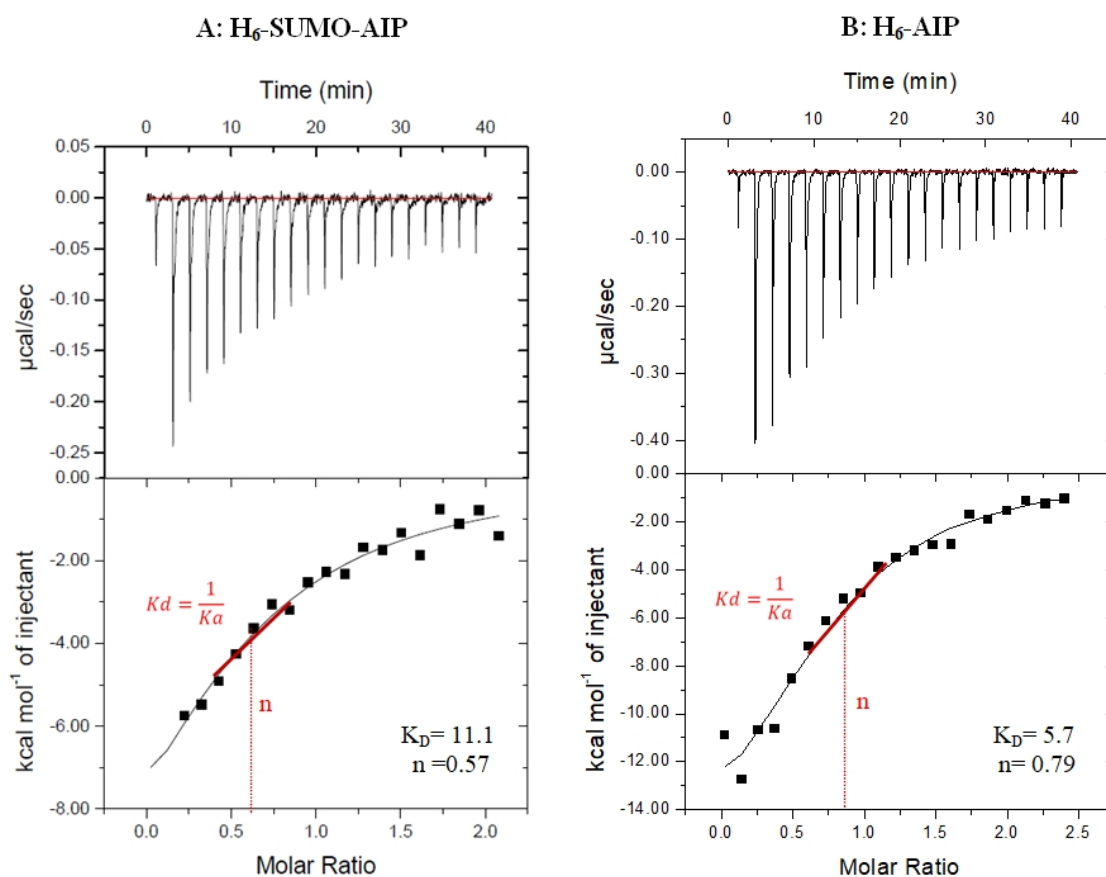 A: H₆-SUMO-AIP
Time (min)
0 10 20 30 40
0.05
0.00
-0.05
-0.10
-0.15
-0.20
-0.25
µcal/sec
0.00
-2.00
-4.00
-6.00
-8.00
kcal mol⁻¹ of injectant
Kd = 1/Ka
n
K_D= 11.1
n =0.57
0.0 0.5 1.0 1.5 2.0
Molar Ratio
B: H₆-AIP
Time (min)
0 10 20 30 40
0.00
-0.10
-0.20
-0.30
-0.40
µcal/sec
0.00
-2.00
-4.00
-6.00
-8.00
-10.00
-12.00
-14.00
kcal mol⁻¹ of injectant
Kd = 1/Ka
n
K_D= 5.7
n= 0.79
0.0 0.5 1.0 1.5 2.0 2.5
Molar Ratio